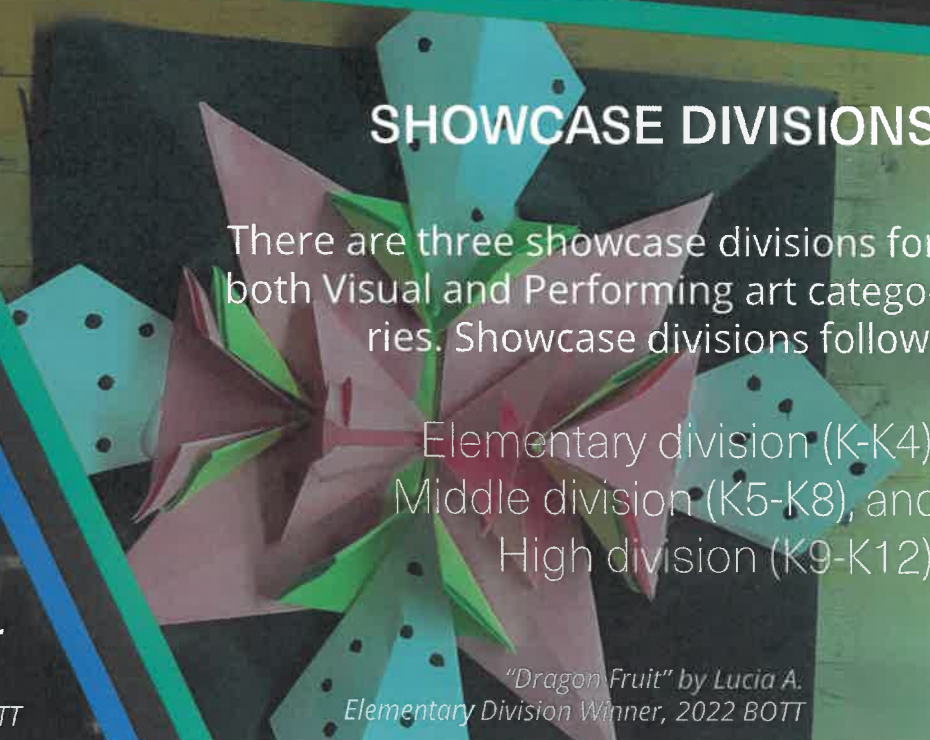 SHOWCASE DIVISIONS
There are three showcase divisions for
both Visual and Performing art catego-
ries. Showcase divisions follow
Elementary division (K-K4)
Middle division (K5-K8), and
High division (K9-K12)
"Dragon Fruit" by Lucia A.
Elementary Division Winner, 2022 BOTT
TT